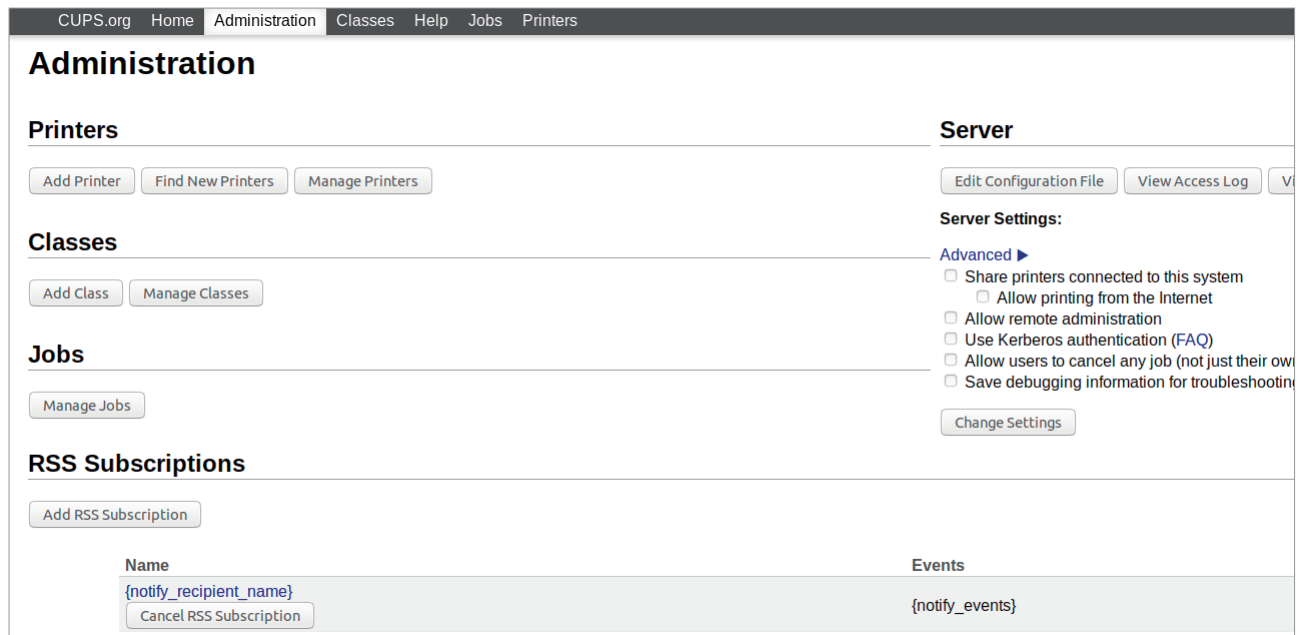 CUPS.org Home Administration Classes Help Jobs Printers
Administration
Printers
Add Printer Find New Printers Manage Printers
Classes
Add Class Manage Classes
Jobs
Manage Jobs
Server
Edit Configuration File View Access Log Vi
Server Settings:
Advanced ▶
Share printers connected to this system
Allow printing from the Internet
Allow remote administration
Use Kerberos authentication (FAQ)
Allow users to cancel any job (not just their own
Save debugging information for troubleshooting
Change Settings
RSS Subscriptions
Add RSS Subscription
Name Events
{notify_recipient_name}
{notify_events}
Cancel RSS Subscription